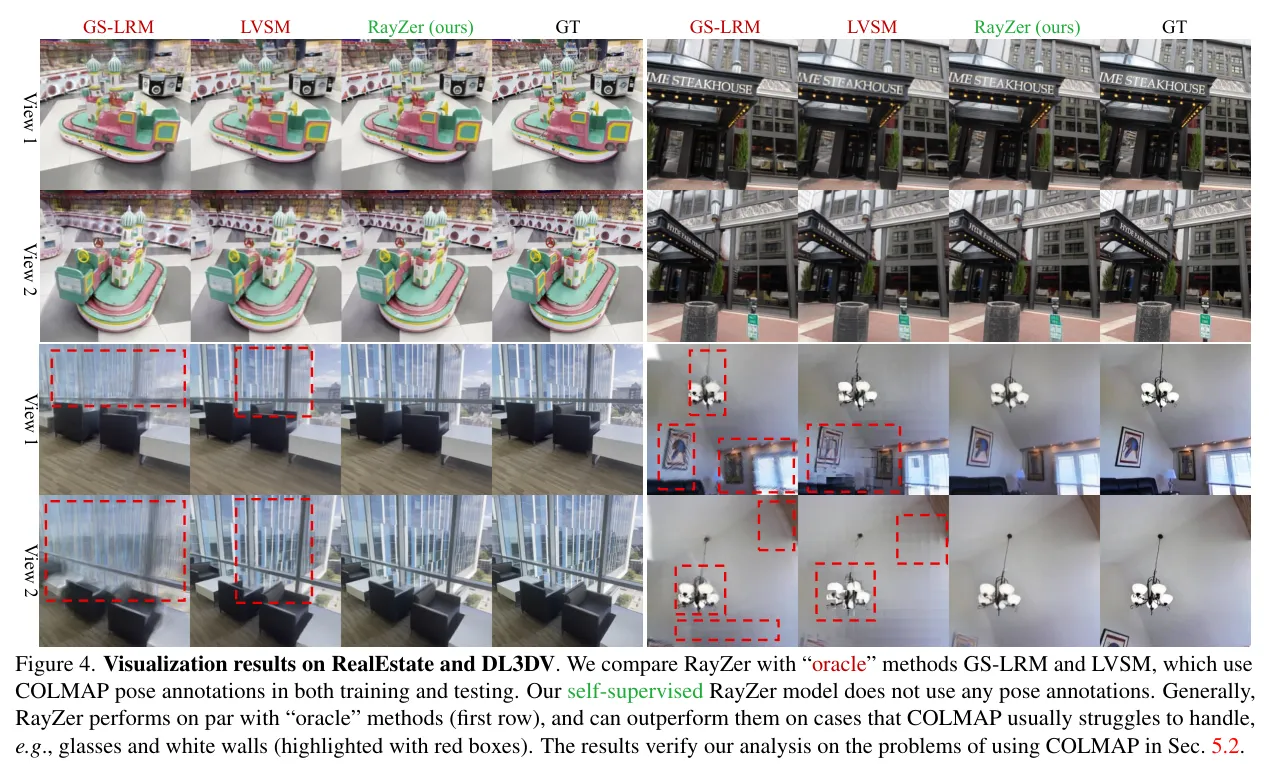 GS-LRM LVSM RayZer (ours) GT GS-LRM LVSM RayZer (ours) GT
View 1
IME STEAKHOUSE IME STEAKHOUSE IME STEAKHOUSE IME STEAKHOUSE
View 2
View 1
View 2
Figure 4. Visualization results on RealEstate and DL3DV. We compare RayZer with “oracle” methods GS-LRM and LVSM, which use
COLMAP pose annotations in both training and testing. Our self-supervised RayZer model does not use any pose annotations. Generally,
RayZer performs on par with “oracle” methods (first row), and can outperform them on cases that COLMAP usually struggles to handle,
e.g., glasses and white walls (highlighted with red boxes). The results verify our analysis on the problems of using COLMAP in Sec. 5.2.